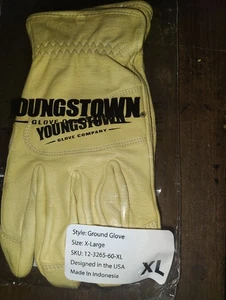 YOUNGSTOWN
GLOVE COMPANY
YOUNGSTOWN®
GLOVE COMPANY
Style: Ground Glove
Size: X-Large
SKU: 12-3265-60-XL
Designed in the USA
Made In Indonesia
XL